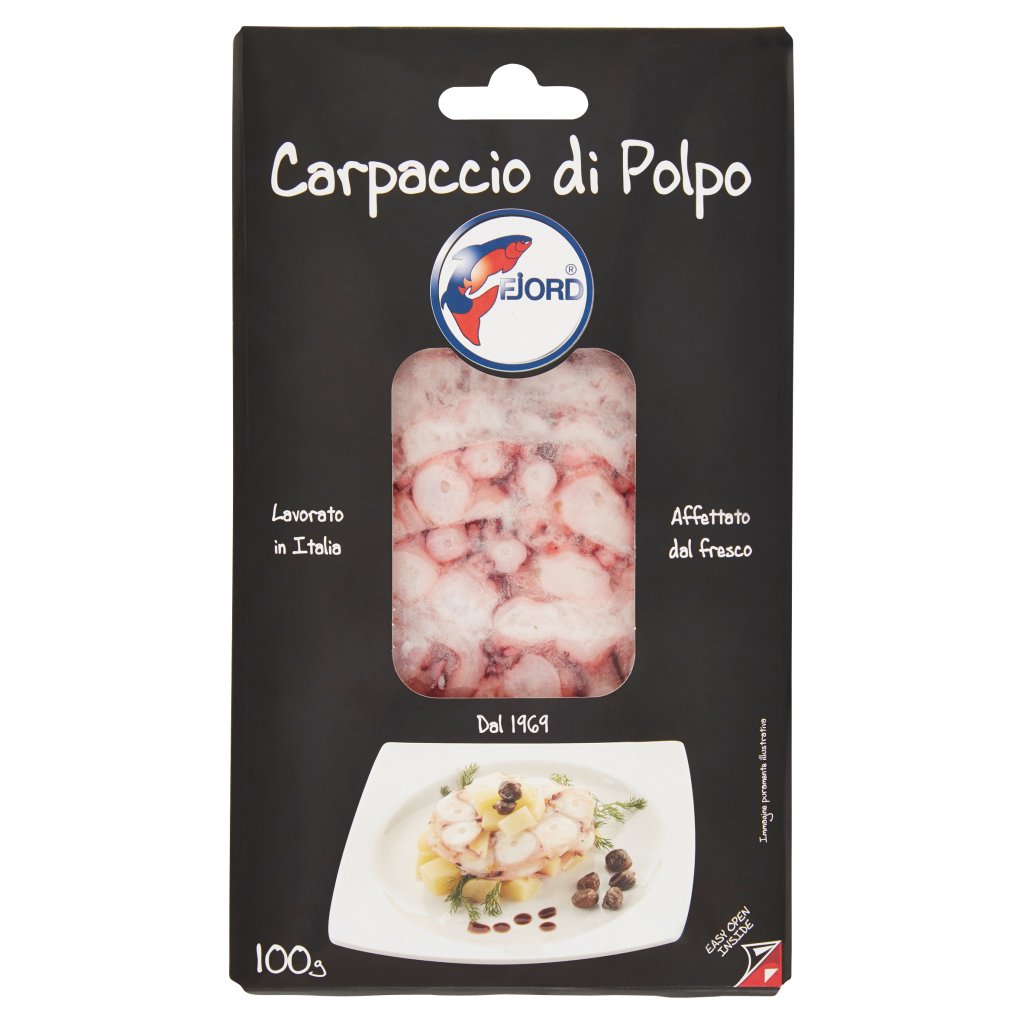 Carpaccio di Polpo
FJORD®
Lavorato
in Italia
Affettato
dal fresco
Dal 1969
Immagine puramente illustrativa
100g
EASY OPEN
INSIDE